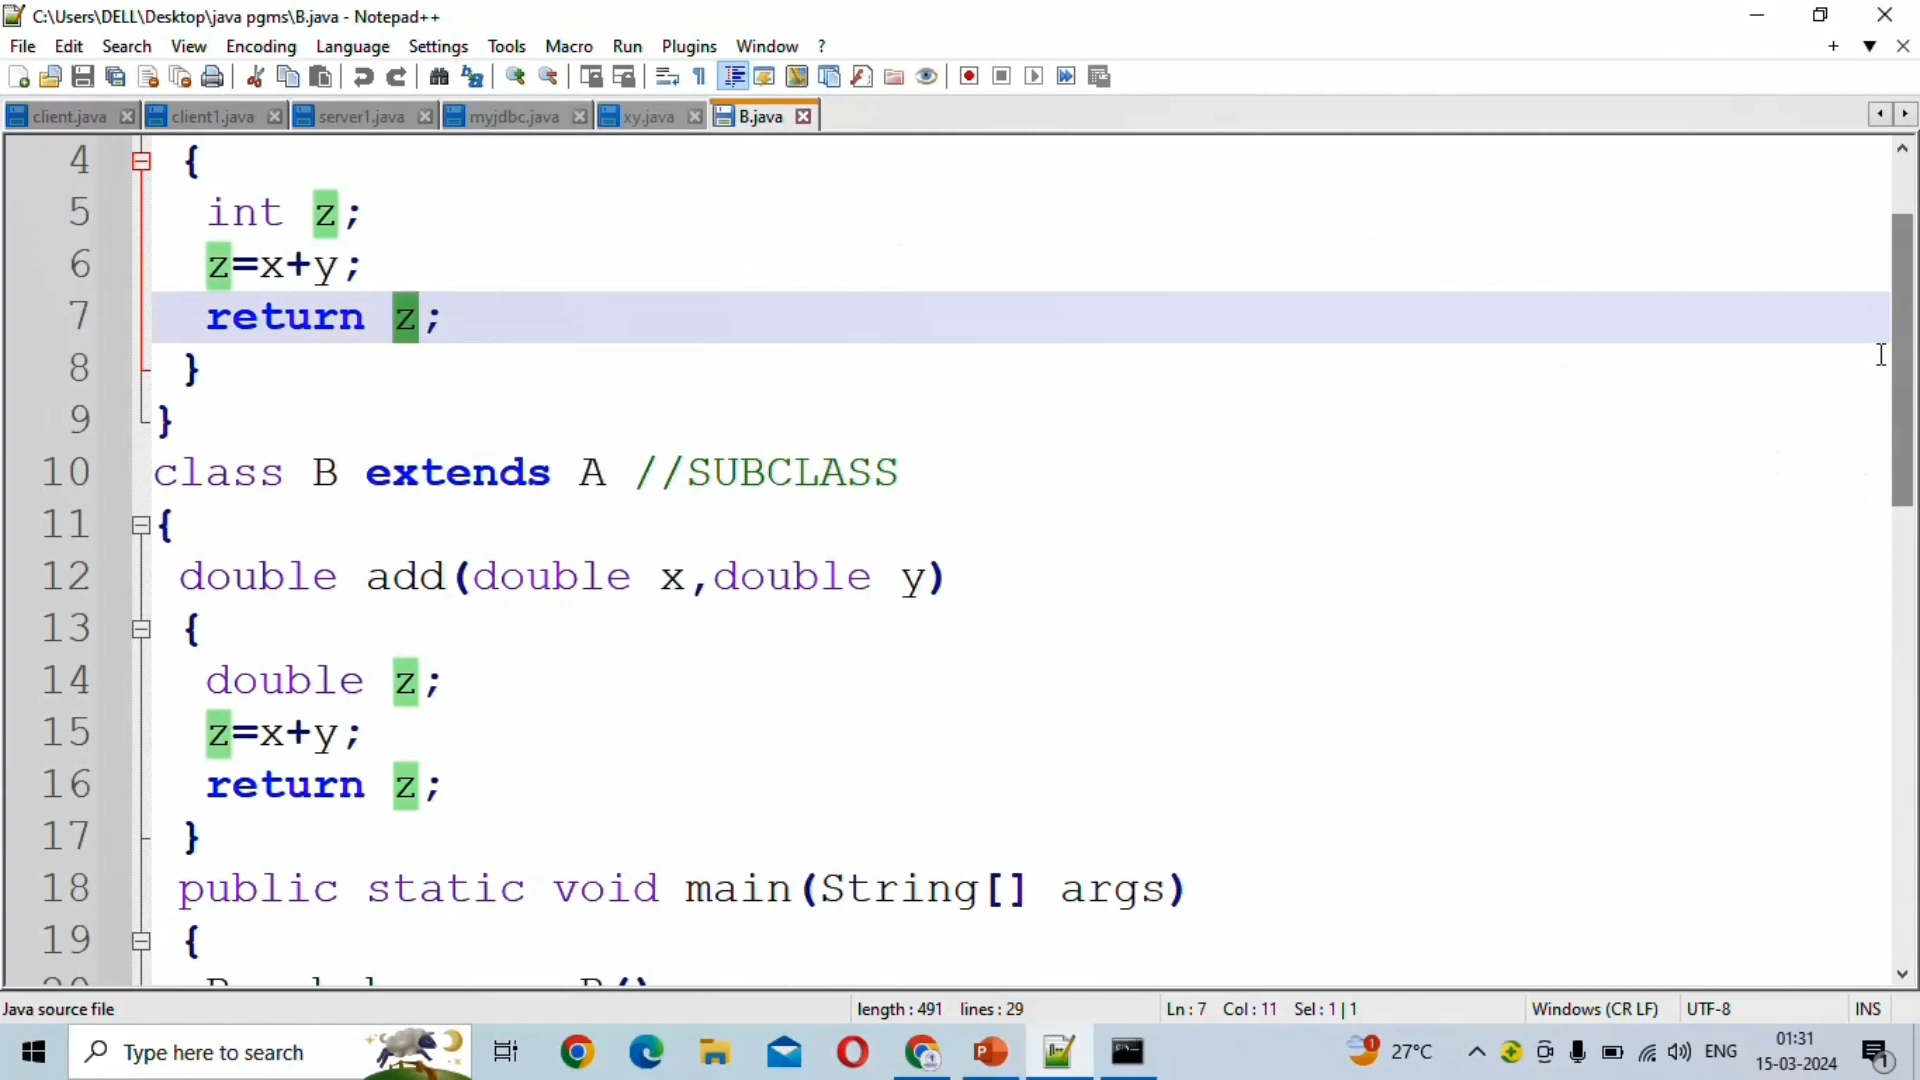 C:\Users\DELL\Desktop\java pgms\B.java - Notepad++
File Edit Search View Encoding Language Settings Tools Macro Run Plugins Window ?
client.java client1.java server1.java myjdbc.java xy.java B.java
4 {
5 int z;
6 z=x+y;
7 return z;
8 }
9 }
10 class B extends A //SUBCLASS
11 {
12 double add(double x,double y)
13 {
14 double z;
15 z=x+y;
16 return z;
17 }
18 public static void main(String[] args)
19 {
Java source file length : 491 lines : 29 Ln : 7 Col : 11 Sel : 1 | 1 Windows (CR LF) UTF-8 INS
Type here to search 27°C ENG 01:31
15-03-2024